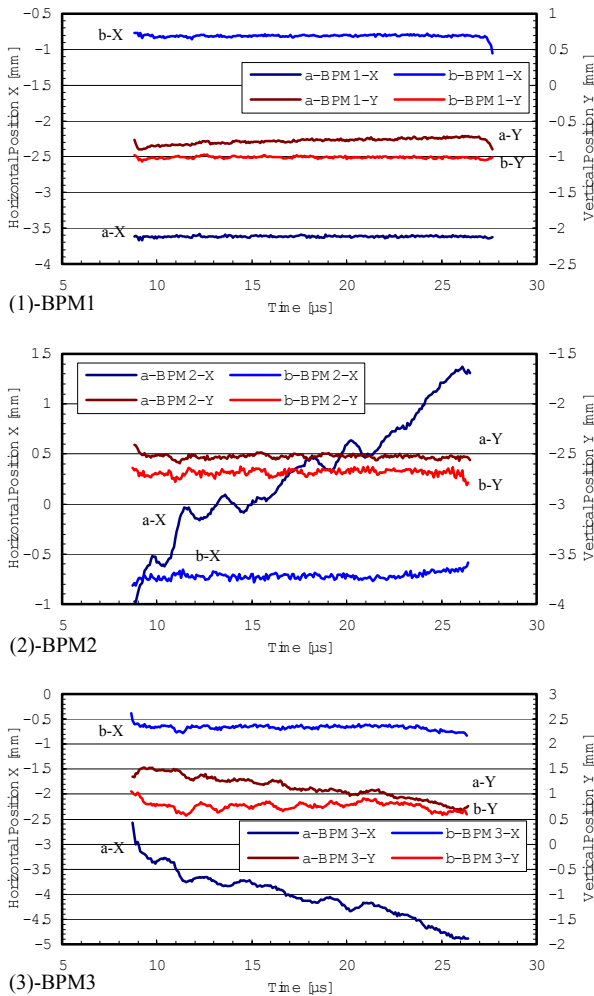 Horizontal Position X [mm]
-0.5
-1
-1.5
-2
-2.5
-3
-3.5
-4
b-X
a-BPM1-X
b-BPM1-X
a-BPM1-Y
b-BPM1-Y
a-Y
b-Y
a-X
1
0.5
0
-0.5
-1
-1.5
-2
-2.5
Vertical Position Y [mm]
5 10 15 20 25 30
Time [µs]
(1)-BPM1
Horizontal Position X [mm]
1.5
1
0.5
0
-0.5
-1
a-BPM2-X
b-BPM2-X
a-BPM2-Y
b-BPM2-Y
a-Y
b-Y
a-X
b-X
-1.5
-2
-2.5
-3
-3.5
-4
Vertical Position Y [mm]
5 10 15 20 25 30
Time [µs]
(2)-BPM2
Horizontal Position X [mm]
0
-0.5
-1
-1.5
-2
-2.5
-3
-3.5
-4
-4.5
-5
b-X
a-Y
b-Y
a-X
a-BPM3-X
b-BPM3-X
a-BPM3-Y
b-BPM3-Y
3
2.5
2
1.5
1
0.5
0
-0.5
-1
-1.5
-2
Vertical Position Y [mm]
5 10 15 20 25 30
Time [µs]
(3)-BPM3